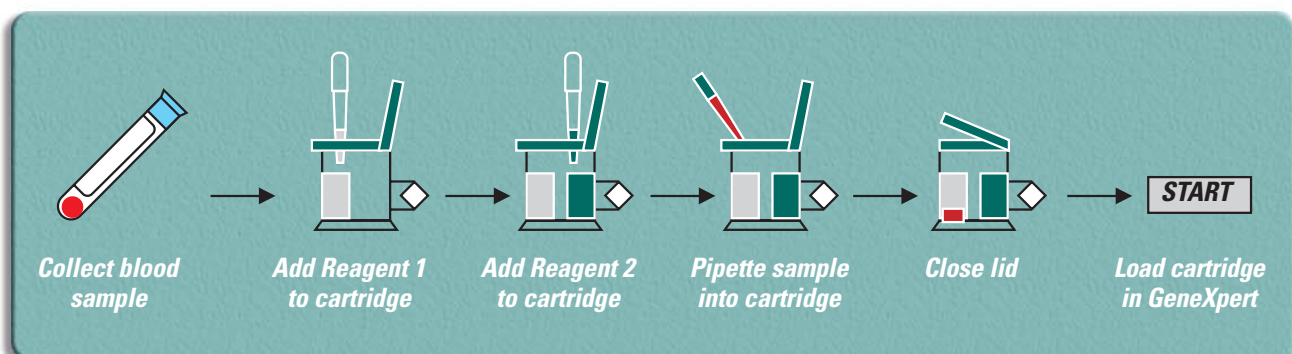 Collect blood
sample
Add Reagent 1
to cartridge
Add Reagent 2
to cartridge
Pipette sample
into cartridge
Close lid
START
Load cartridge
in GeneXpert